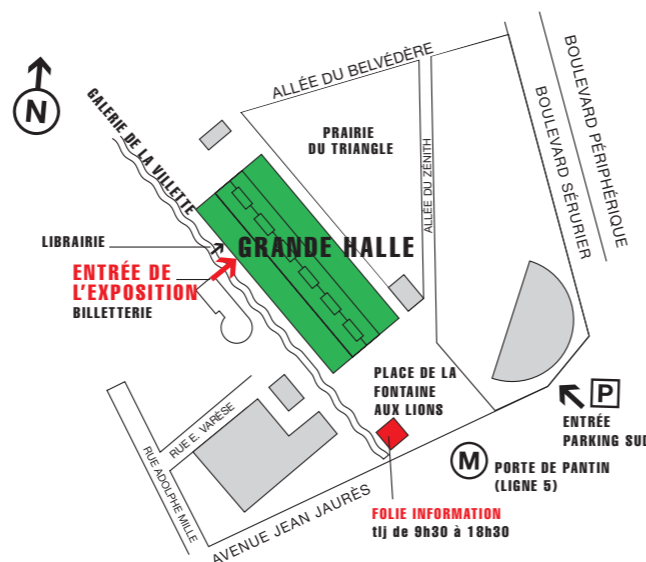 ALLÉE DU BELVÉDÈRE
BOULEVARD PÉRIPHÉRIQUE
BOULEVARD SÉRURIER
N
GALERIE DE LA VILLETTE
PRAIRIE
DU TRIANGLE
ALLÉE DU ZÉNITH
LIBRAIRIE
GRANDE HALLE
ENTRÉE DE
L'EXPOSITION
BILLETTERIE
PLACE DE LA
FONTAINE
AUX LIONS
P
ENTRÉE
PARKING SUD
RUE E. VARÈSE
RUE ADOLPHE MILLE
M
PORTE DE PANTIN
(LIGNE 5)
AVENUE JEAN JAURÈS
FOLIE INFORMATION
tlj de 9h30 à 18h30